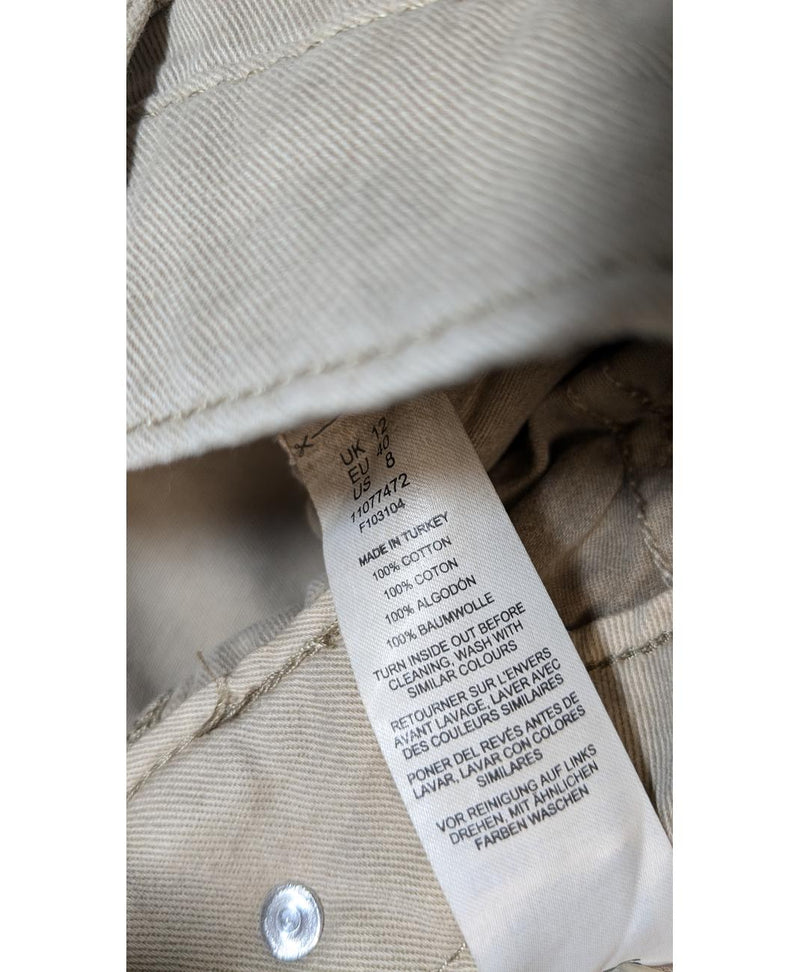 UK 12
EU 40
US 8
11077472
F103104
MADE IN TURKEY
100% COTTON
100% COTON
100% ALGODÓN
100% BAUMWOLLE
TURN INSIDE OUT BEFORE
CLEANING, WASH WITH
SIMILAR COLOURS
RETOURNER SUR L'ENVERS
AVANT LAVAGE, LAVER AVEC
DES COULEURS SIMILAIRES
PONER DEL REVÉS ANTES DE
LAVAR, LAVAR CON COLORES
SIMILARES
VOR REINIGUNG AUF LINKS
DREHEN, MIT ÄHNLICHEN
FARBEN WASCHEN